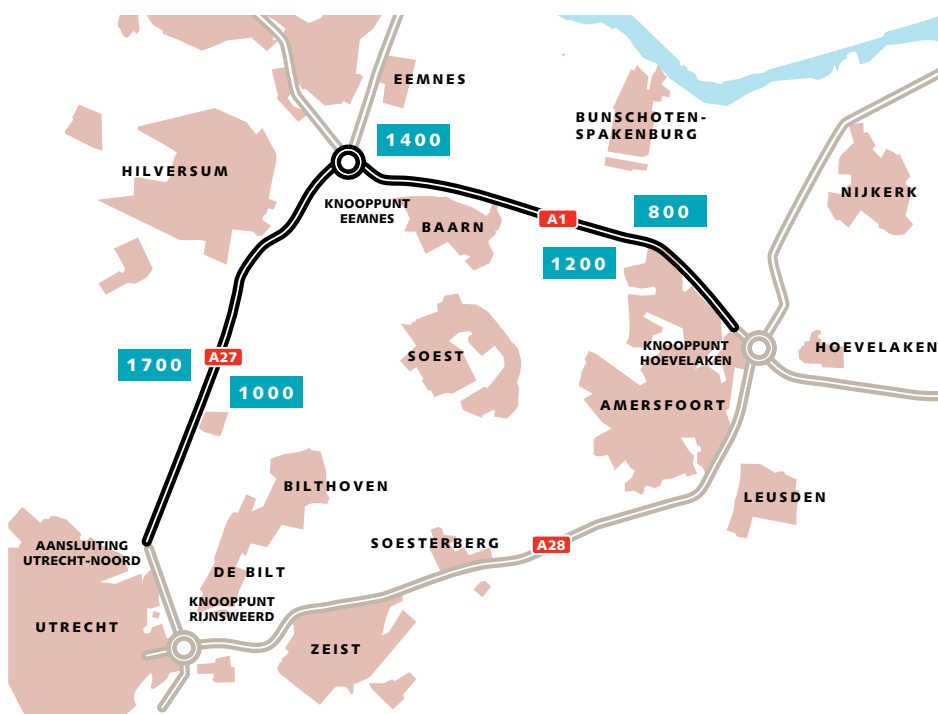 EEMNES
BUNSCHOTEN-
SPAKENBURG
1400
HILVERSUM
NIJKERK
KNOOPPUNT
EEMNES
BAARN
A1
800
1200
KNOOPPUNT
HOEVELAKEN
HOEVELAKEN
1700
A27
1000
SOEST
AMERSFOORT
BILTHOVEN
LEUSDEN
AANSLUITING
UTRECHT-NOORD
SOESTERBERG
A28
DE BILT
KNOOPPUNT
RIJNSWEERD
UTRECHT
ZEIST